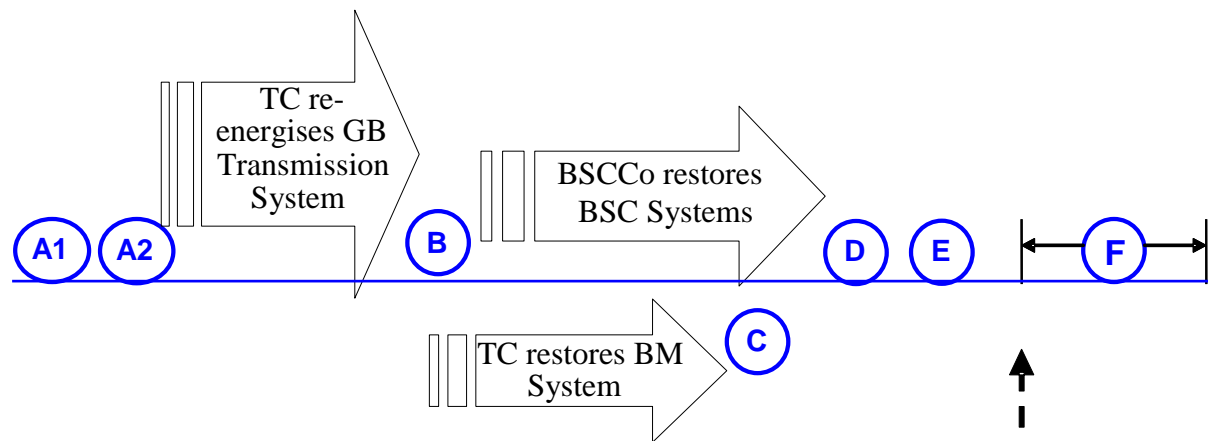 TC re-
energises GB
Transmission
System
BSCCo restores
BSC Systems
A1
A2
B
D
E
F
TC restores BM
System
C